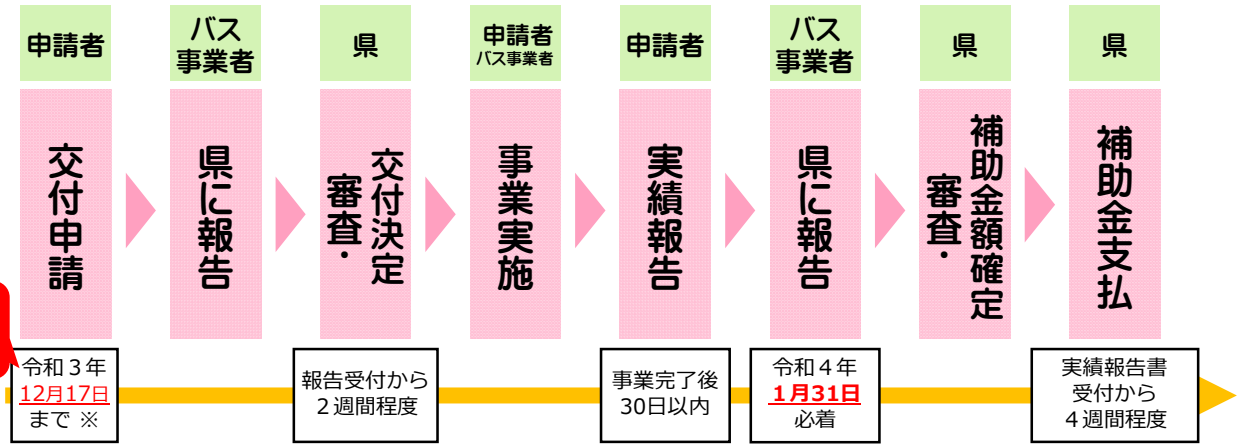 申請者
バス
事業者
県
申請者
バス事業者
申請者
バス
事業者
県
県
交付申請
県に報告
審査・
交付決定
事業実施
実績報告
県に報告
審査・
補助金額確定
補助金支払
令和３年
12月17日
まで ※
報告受付から
２週間程度
事業完了後
30日以内
令和４年
1月31日
必着
実績報告書
受付から
４週間程度